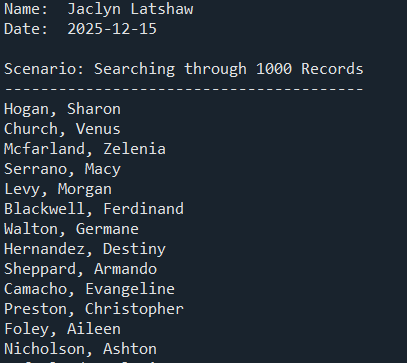 Name:  Jaclyn Latshaw
Date:  2025-12-15
Scenario: Searching through 1000 Records
----------------------------------------
Hogan, Sharon
Church, Venus
Mcfarland, Zelenia
Serrano, Macy
Levy, Morgan
Blackwell, Ferdinand
Walton, Germane
Hernandez, Destiny
Sheppard, Armando
Camacho, Evangeline
Preston, Christopher
Foley, Aileen
Nicholson, Ashton